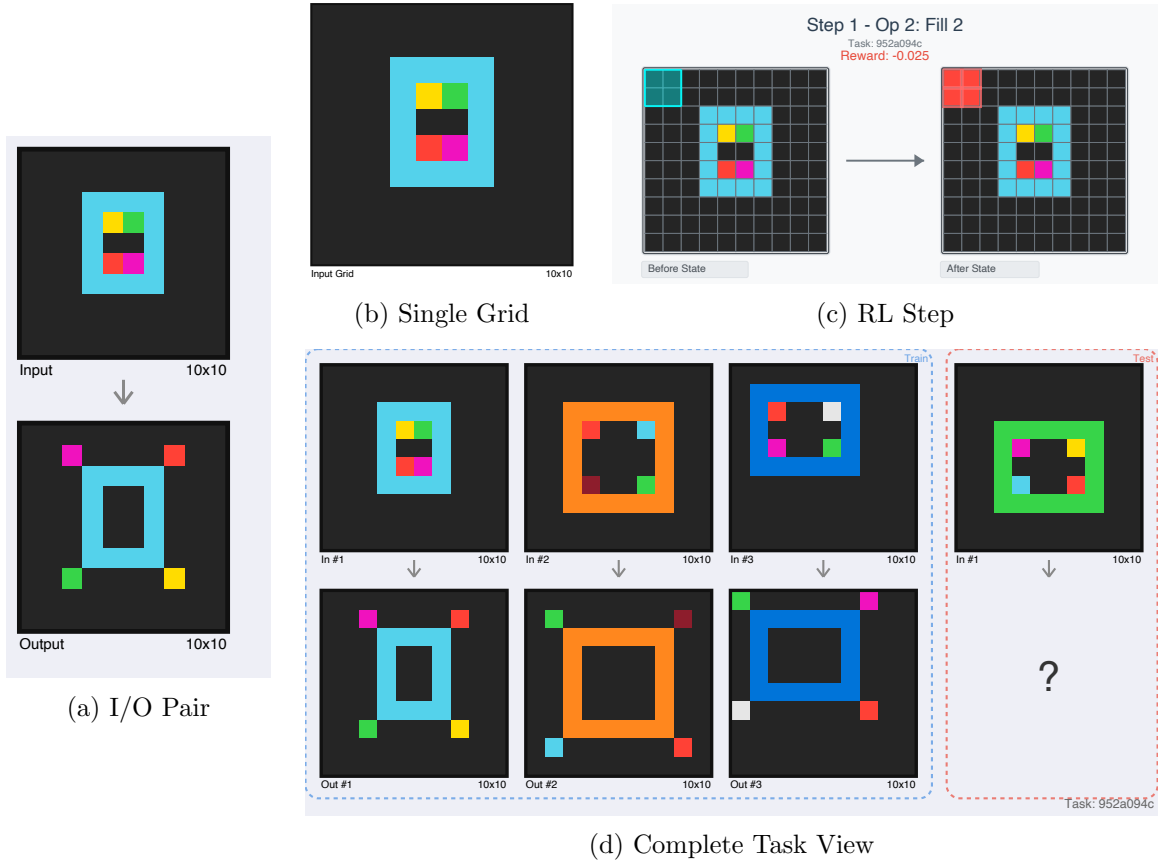 Input 10x10
Output 10x10
(a) I/O Pair
Input Grid 10x10
(b) Single Grid
Step 1 - Op 2: Fill 2
Task: 952a094c
Reward: -0.025
Before State After State
(c) RL Step
Train
In #1 10x10 In #2 10x10 In #3 10x10
Out #1 10x10 Out #2 10x10 Out #3 10x10
Test
In #1 10x10
?
Task: 952a094c
(d) Complete Task View